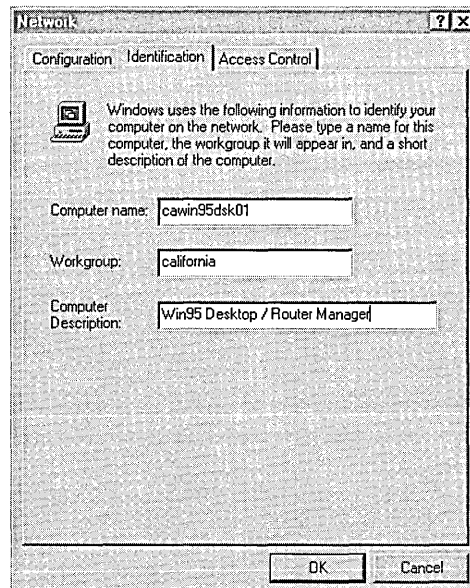 Network
Configuration Identification Access Control
Windows uses the following information to identify your
computer on the network. Please type a name for this
computer, the workgroup it will appear in, and a short
description of the computer.
Computer name: cawin95dsk01
Workgroup: california
Computer
Description: Win95 Desktop / Router Manager
OK Cancel